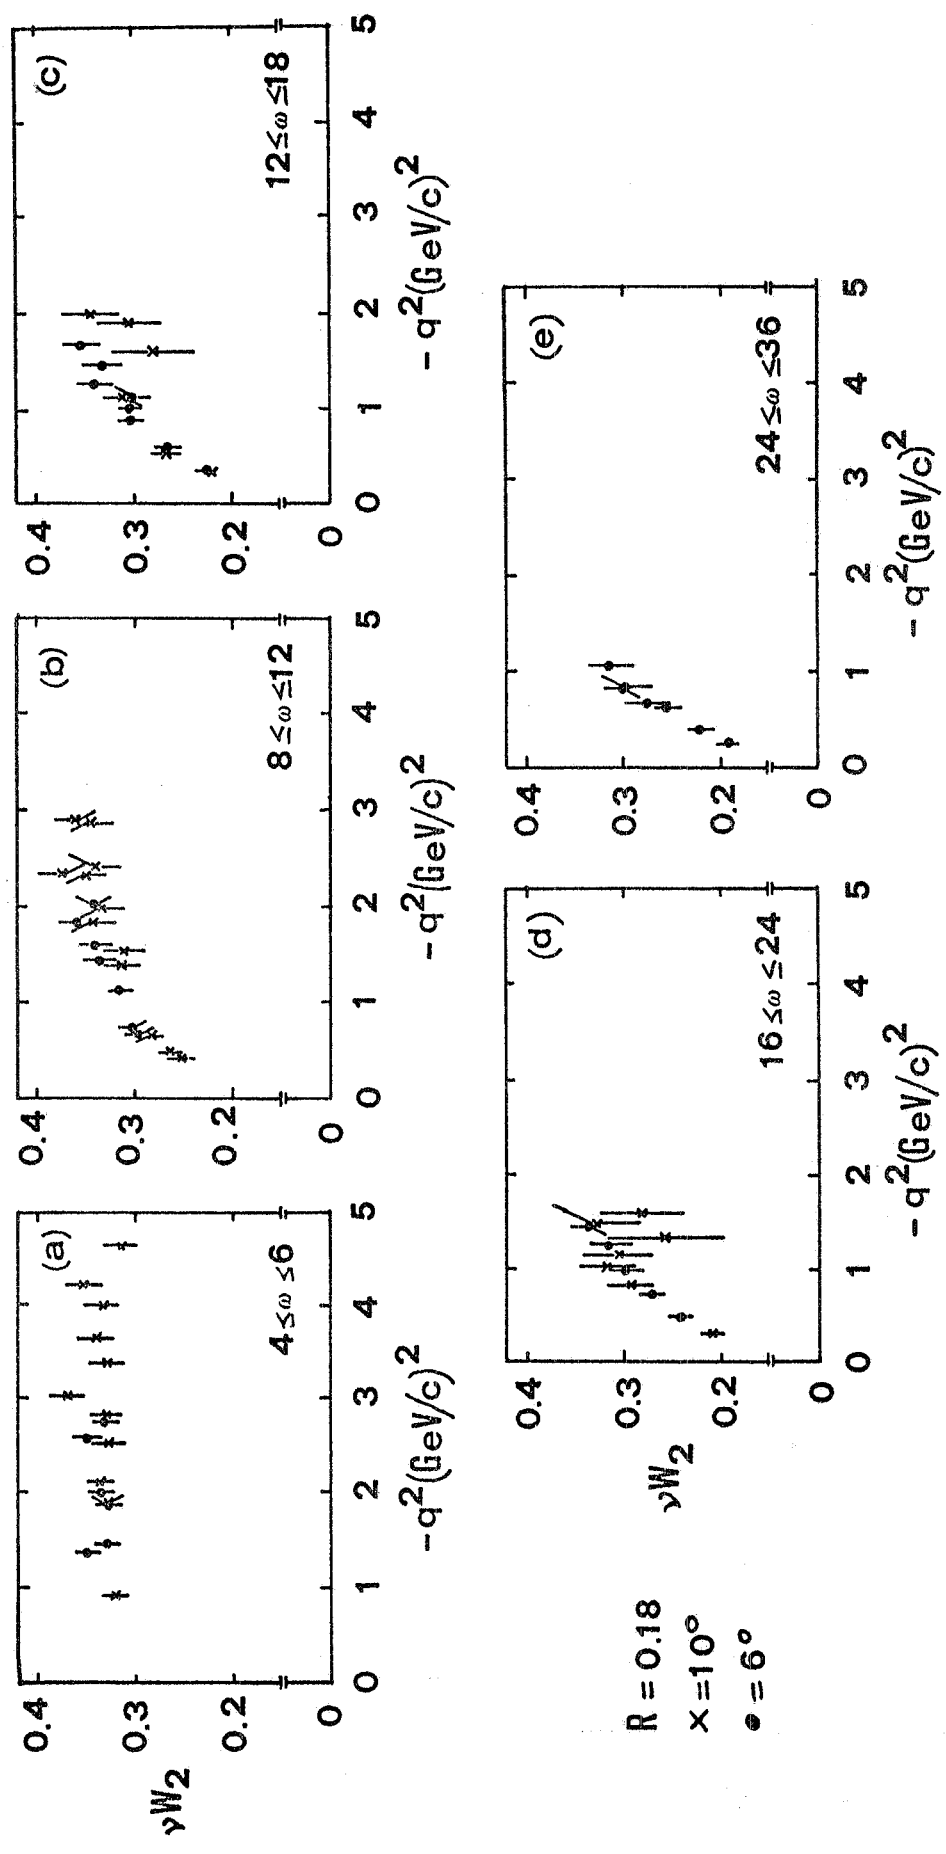 νW2
0.4
0.3
0.2
0
(a)
4≤ω≤6
0 1 2 3 4 5
−q2(GeV/c)2
0.4
0.3
0.2
0
(b)
8≤ω≤12
0 1 2 3 4 5
−q2(GeV/c)2
0.4
0.3
0.2
0
(c)
12≤ω≤18
0 1 2 3 4 5
−q2(GeV/c)2
R = 0.18
×=10°
●=6°
νW2
0.4
0.3
0.2
0
(d)
16≤ω≤24
0 1 2 3 4 5
−q2(GeV/c)2
0.4
0.3
0.2
0
(e)
24≤ω≤36
0 1 2 3 4 5
−q2(GeV/c)2